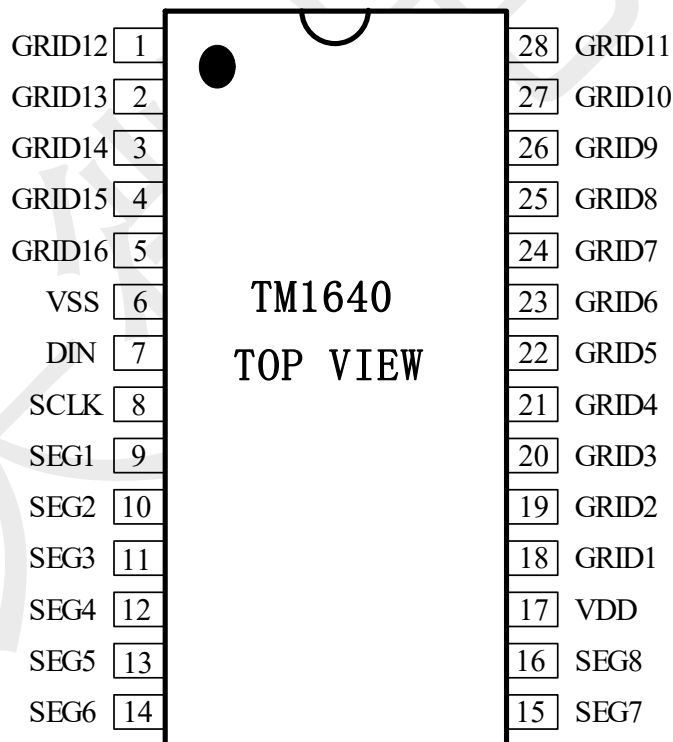 GRID12 1 28 GRID11
GRID13 2 27 GRID10
GRID14 3 26 GRID9
GRID15 4 25 GRID8
GRID16 5 24 GRID7
VSS 6 23 GRID6
DIN 7 22 GRID5
SCLK 8 21 GRID4
SEG1 9 20 GRID3
SEG2 10 19 GRID2
SEG3 11 18 GRID1
SEG4 12 17 VDD
SEG5 13 16 SEG8
SEG6 14 15 SEG7
TM1640
TOP VIEW